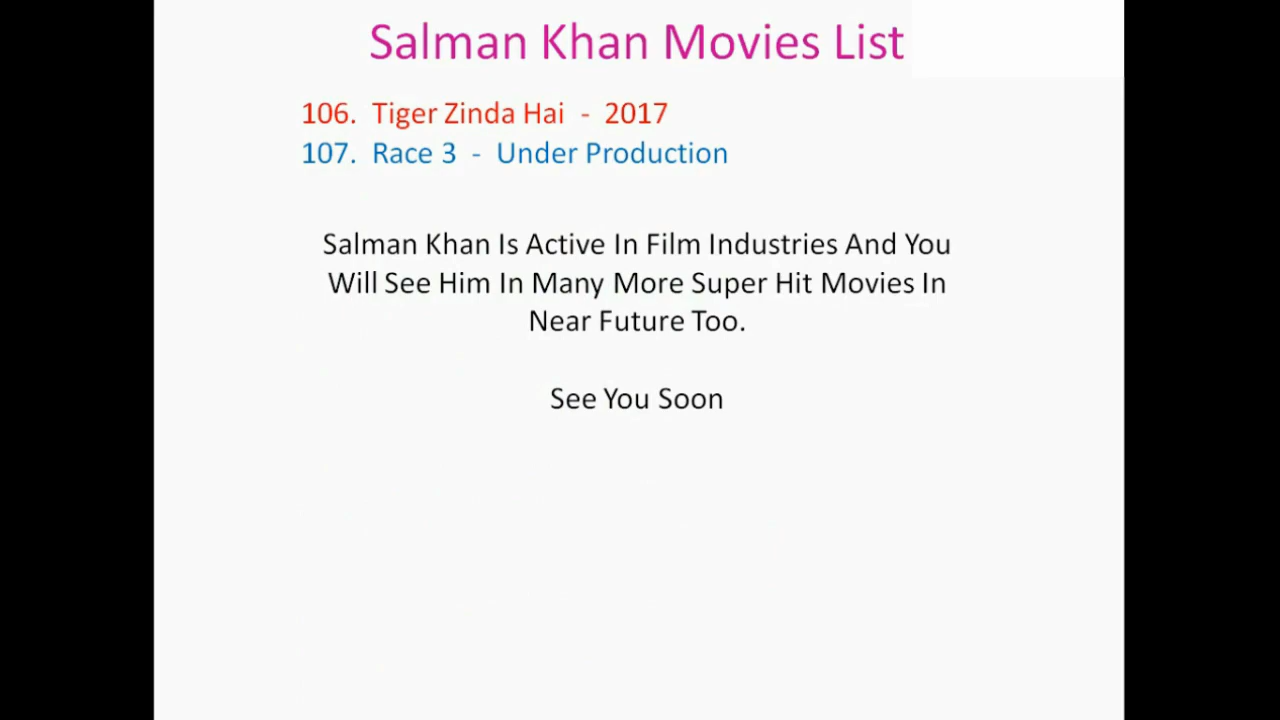 Salman Khan Movies List
106. Tiger Zinda Hai - 2017
107. Race 3 - Under Production
Salman Khan Is Active In Film Industries And You
Will See Him In Many More Super Hit Movies In
Near Future Too.
See You Soon